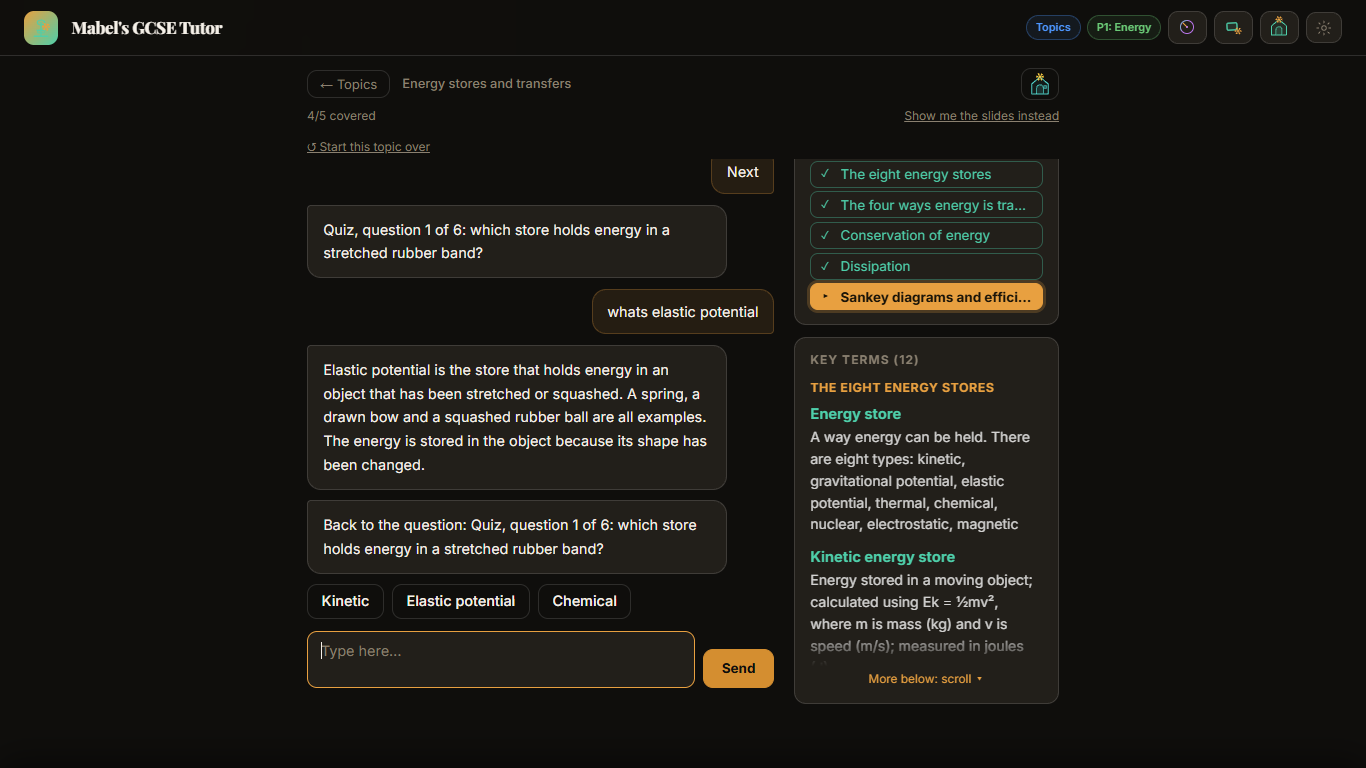 Mabel's GCSE Tutor
Topics
P1: Energy
← Topics
Energy stores and transfers
4/5 covered
Show me the slides instead
↺ Start this topic over
Next
Quiz, question 1 of 6: which store holds energy in a
stretched rubber band?
whats elastic potential
Elastic potential is the store that holds energy in an
object that has been stretched or squashed. A spring, a
drawn bow and a squashed rubber ball are all examples.
The energy is stored in the object because its shape has
been changed.
Back to the question: Quiz, question 1 of 6: which store
holds energy in a stretched rubber band?
Kinetic
Elastic potential
Chemical
Type here...
Send
✓ The eight energy stores
✓ The four ways energy is tra...
✓ Conservation of energy
✓ Dissipation
▸ Sankey diagrams and effici...
KEY TERMS (12)
THE EIGHT ENERGY STORES
Energy store
A way energy can be held. There
are eight types: kinetic,
gravitational potential, elastic
potential, thermal, chemical,
nuclear, electrostatic, magnetic
Kinetic energy store
Energy stored in a moving object;
calculated using Ek = ½mv²,
where m is mass (kg) and v is
speed (m/s); measured in joules
More below: scroll ▾